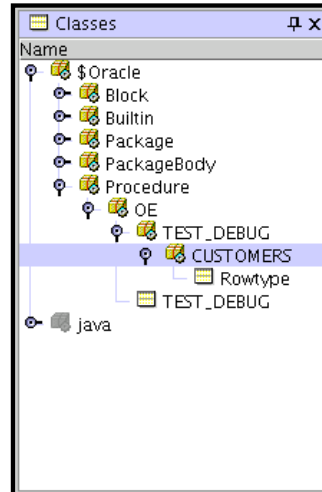 Classes
Name
$Oracle
Block
Builtin
Package
PackageBody
Procedure
OE
TEST_DEBUG
CUSTOMERS
Rowtype
TEST_DEBUG
java